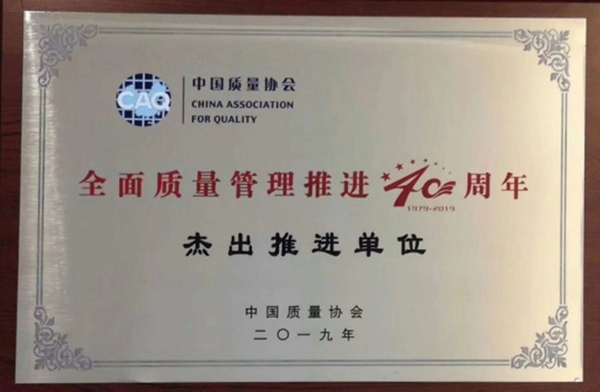 CAQ
中国质量协会
CHINA ASSOCIATION
FOR QUALITY
全面质量管理推进40周年
1979-2019
杰出推进单位
中国质量协会
二〇一九年